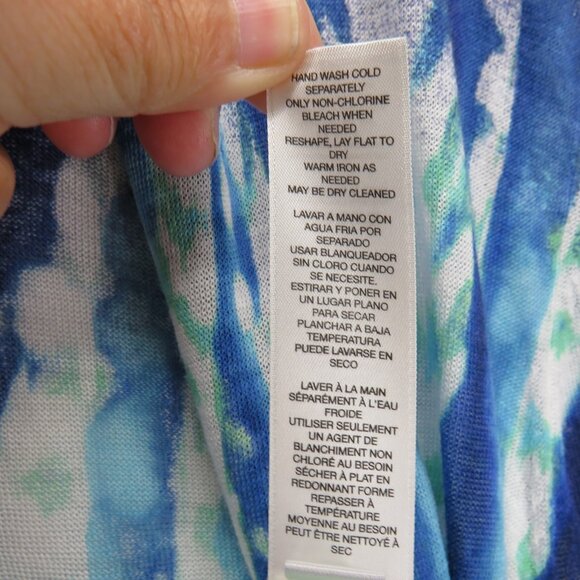 HAND WASH COLD
SEPARATELY
ONLY NON-CHLORINE
BLEACH WHEN
NEEDED
RESHAPE, LAY FLAT TO
DRY
WARM IRON AS
NEEDED
MAY BE DRY CLEANED
LAVAR A MANO CON
AGUA FRIA POR
SEPARADO
USAR BLANQUEADOR
SIN CLORO CUANDO
SE NECESITE.
ESTIRAR Y PONER EN
UN LUGAR PLANO
PARA SECAR
PLANCHAR A BAJA
TEMPERATURA
PUEDE LAVARSE EN
SECO
LAVER À LA MAIN
SÉPARÉMENT À L'EAU
FROIDE
UTILISER SEULEMENT
UN AGENT DE
BLANCHIMENT NON
CHLORÉ AU BESOIN
SÉCHER À PLAT EN
REDONNANT FORME
REPASSER À
TEMPÉRATURE
MOYENNE AU BESOIN
PEUT ÊTRE NETTOYÉ À
SEC